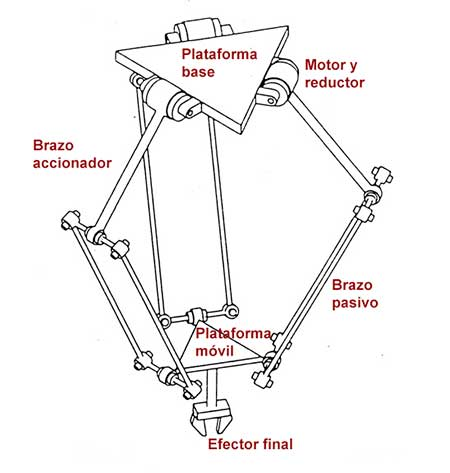 Plataforma
base
Motor y
reductor
Brazo
accionador
Brazo
pasivo
Plataforma
móvil
Efector final